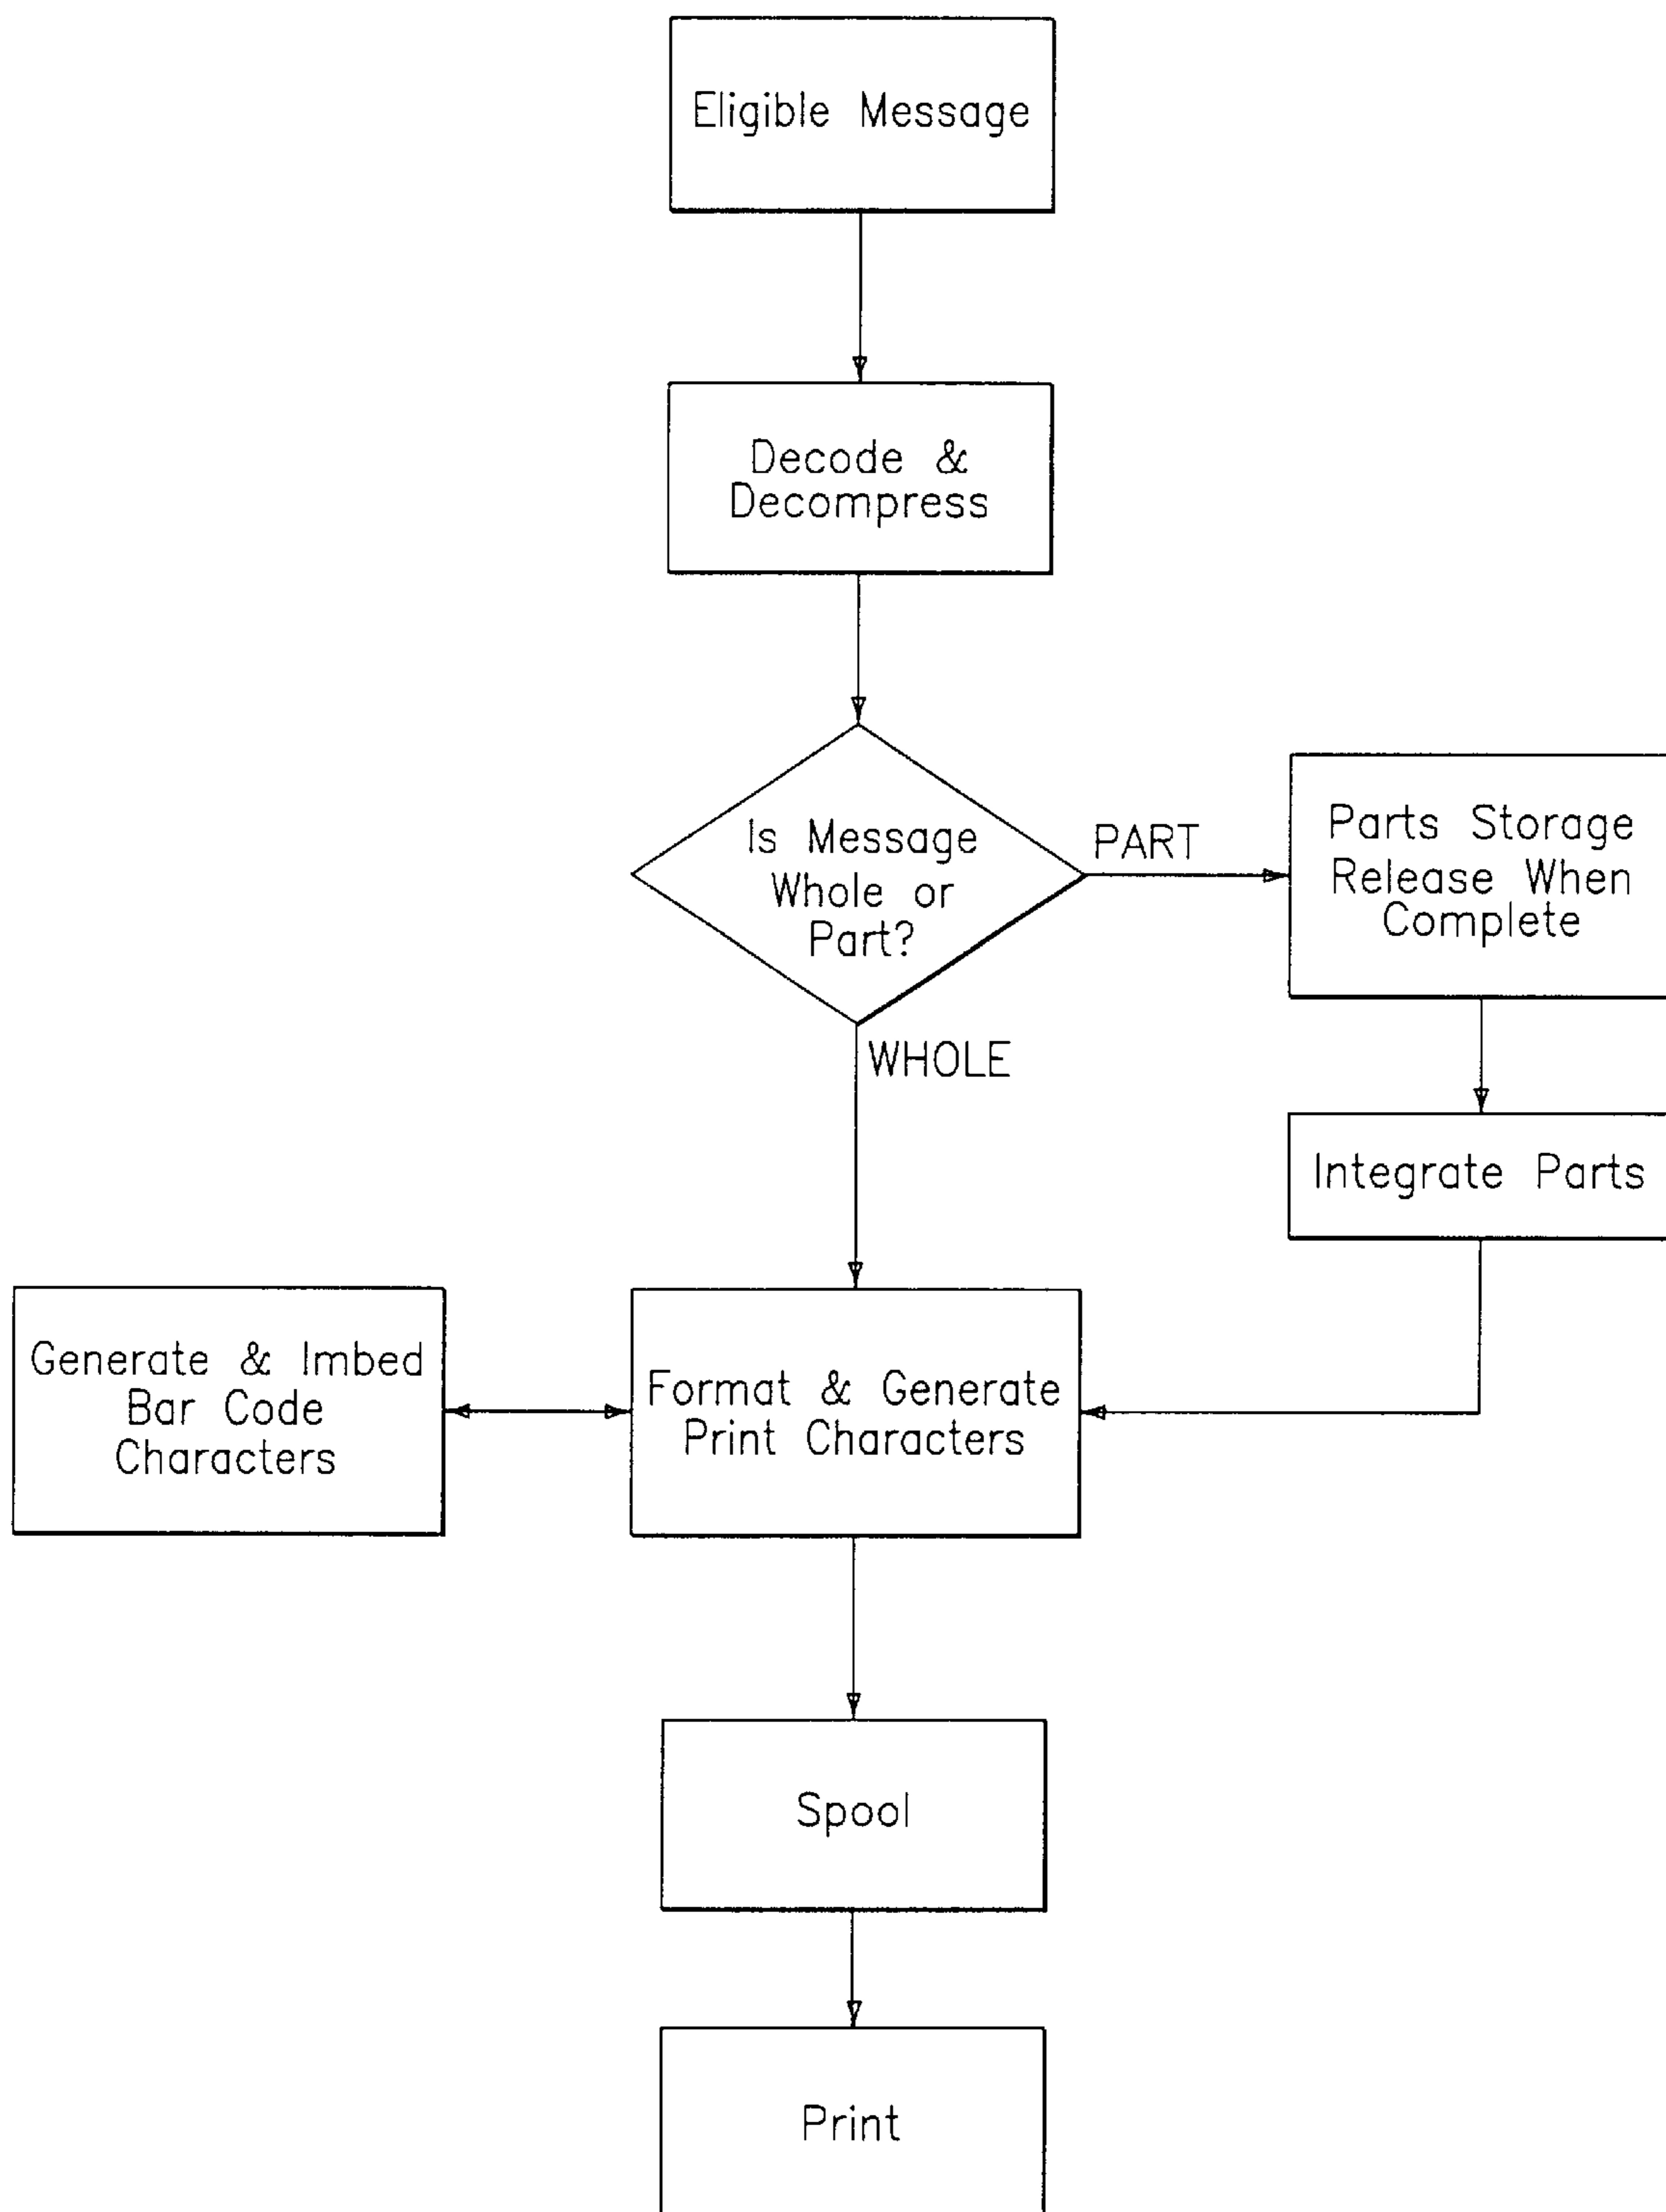 Eligible Message
Decode &
Decompress
Is Message
Whole or
Part?
PART
Parts Storage
Release When
Complete
WHOLE
Integrate Parts
Generate & Imbed
Bar Code
Characters
Format & Generate
Print Characters
Spool
Print